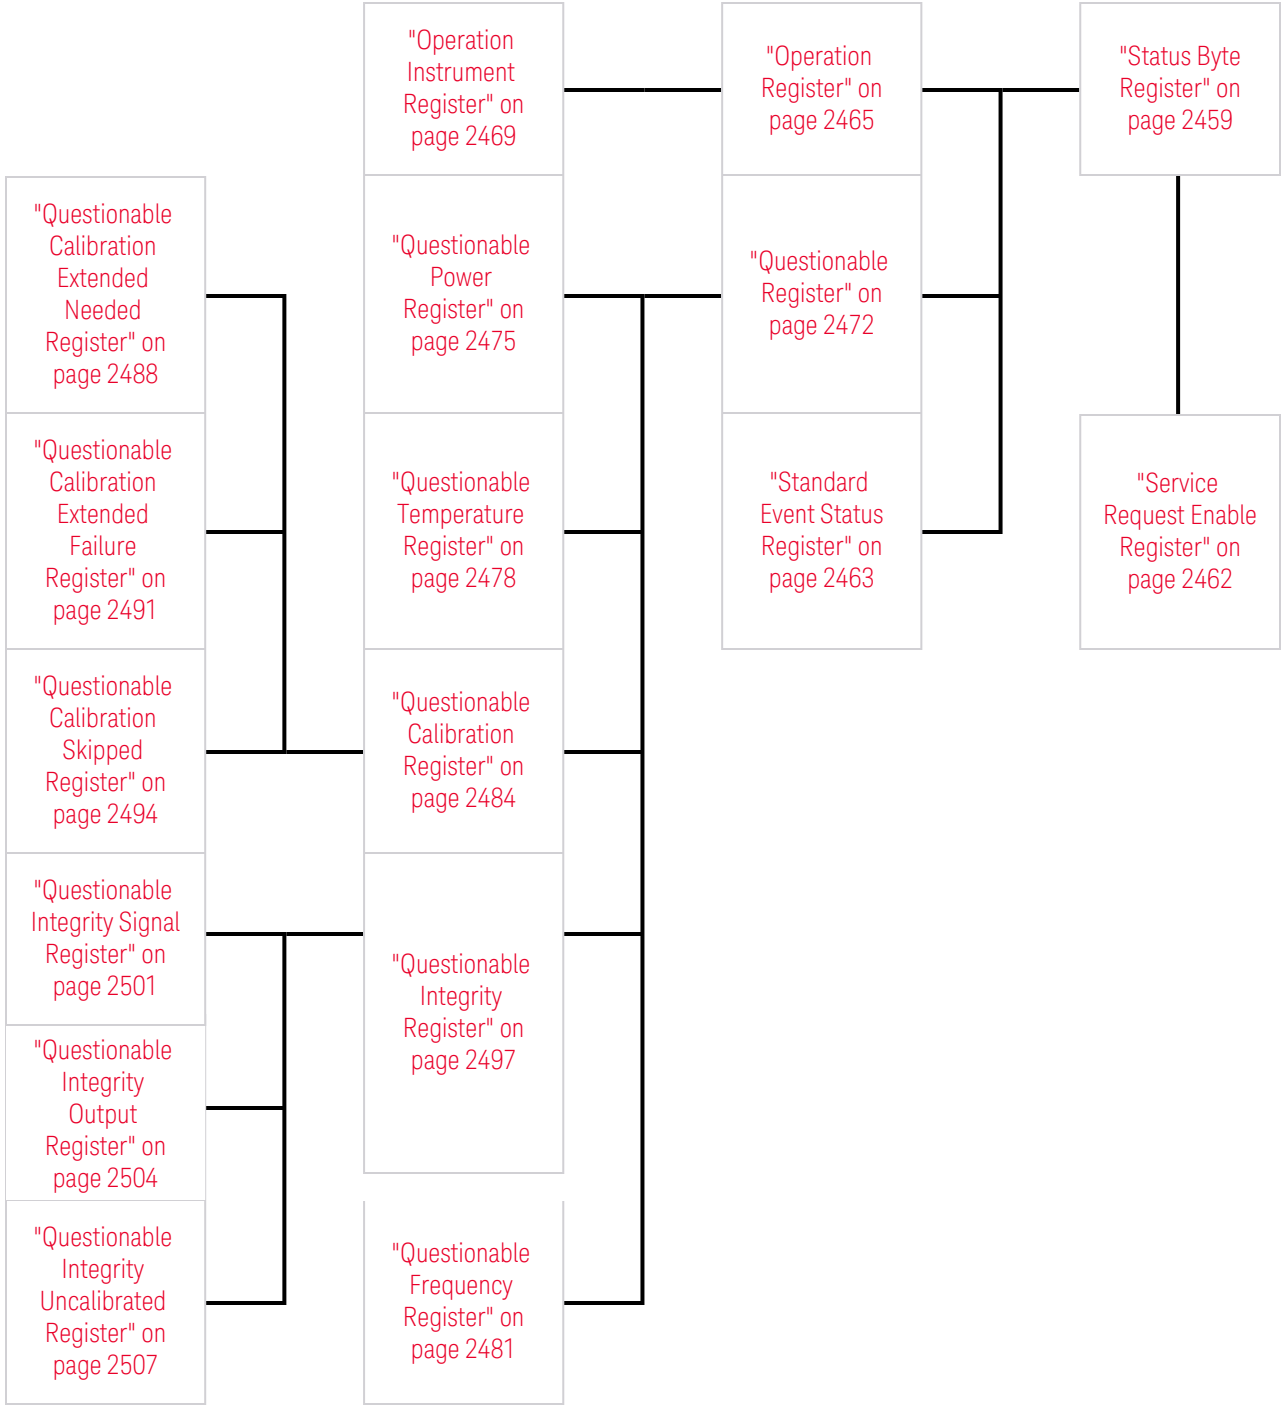 "Operation
Instrument
Register" on
page 2469
"Operation
Register" on
page 2465
"Status Byte
Register" on
page 2459
"Questionable
Calibration
Extended
Needed
Register" on
page 2488
"Questionable
Power
Register" on
page 2475
"Questionable
Register" on
page 2472
"Questionable
Calibration
Extended
Failure
Register" on
page 2491
"Questionable
Temperature
Register" on
page 2478
"Standard
Event Status
Register" on
page 2463
"Service
Request Enable
Register" on
page 2462
"Questionable
Calibration
Skipped
Register" on
page 2494
"Questionable
Calibration
Register" on
page 2484
"Questionable
Integrity Signal
Register" on
page 2501
"Questionable
Integrity
Register" on
page 2497
"Questionable
Integrity
Output
Register" on
page 2504
"Questionable
Integrity
Uncalibrated
Register" on
page 2507
"Questionable
Frequency
Register" on
page 2481